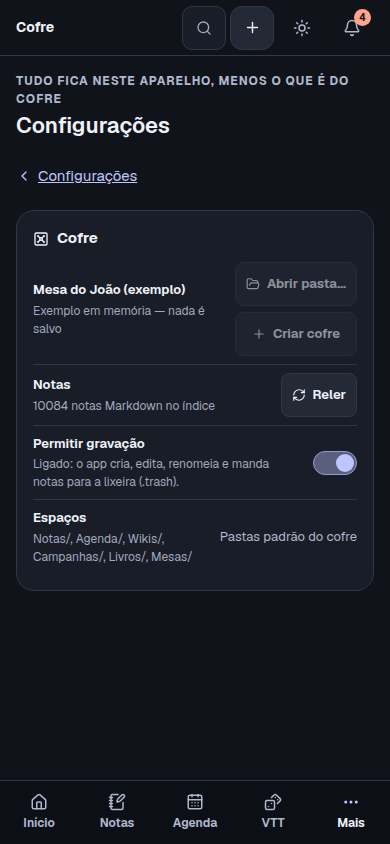 Cofre
4
TUDO FICA NESTE APARELHO, MENOS O QUE É DO
COFRE
Configurações
Configurações
Cofre
Mesa do João (exemplo)
Exemplo em memória — nada é
salvo
Abrir pasta…
Criar cofre
Notas
10084 notas Markdown no índice
Reler
Permitir gravação
Ligado: o app cria, edita, renomeia e manda
notas para a lixeira (.trash).
Espaços
Notas/, Agenda/, Wikis/,
Campanhas/, Livros/, Mesas/
Pastas padrão do cofre
Início
Notas
Agenda
VTT
Mais